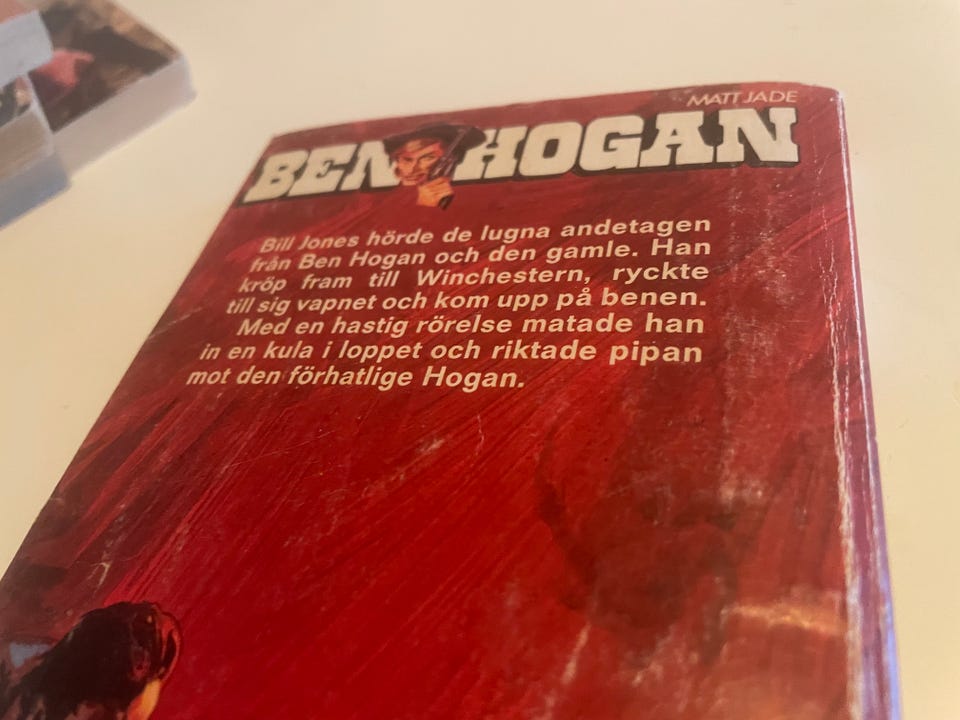 MATT JADE
BEN HOGAN
Bill Jones hörde de lugna andetagen
från Ben Hogan och den gamle. Han
kröp fram till Winchestern, ryckte
till sig vapnet och kom upp på benen.
Med en hastig rörelse matade han
in en kula i loppet och riktade pipan
mot den förhatlige Hogan.